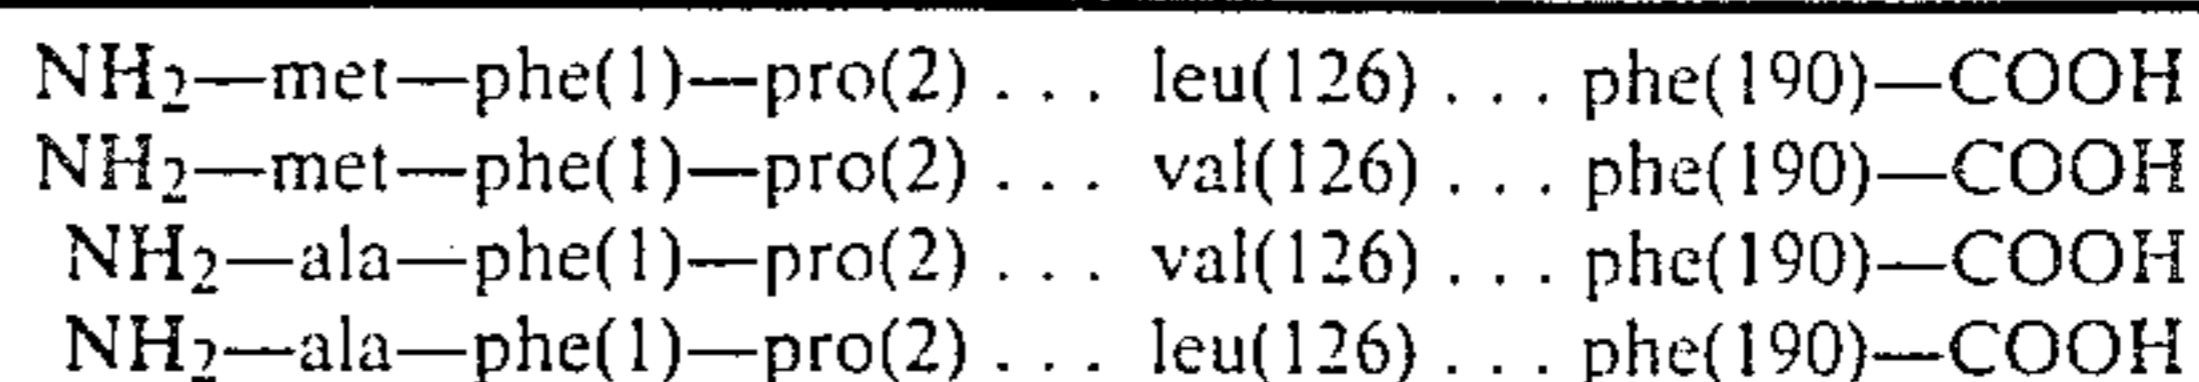 NH₂—met—phe(1)—pro(2) . . . leu(126) . . . phe(190)—COOH
NH₂—met—phe(1)—pro(2) . . . val(126) . . . phe(190)—COOH
NH₂—ala—phe(1)—pro(2) . . . val(126) . . . phe(190)—COOH
NH₂—ala—phe(1)—pro(2) . . . leu(126) . . . phe(190)—COOH